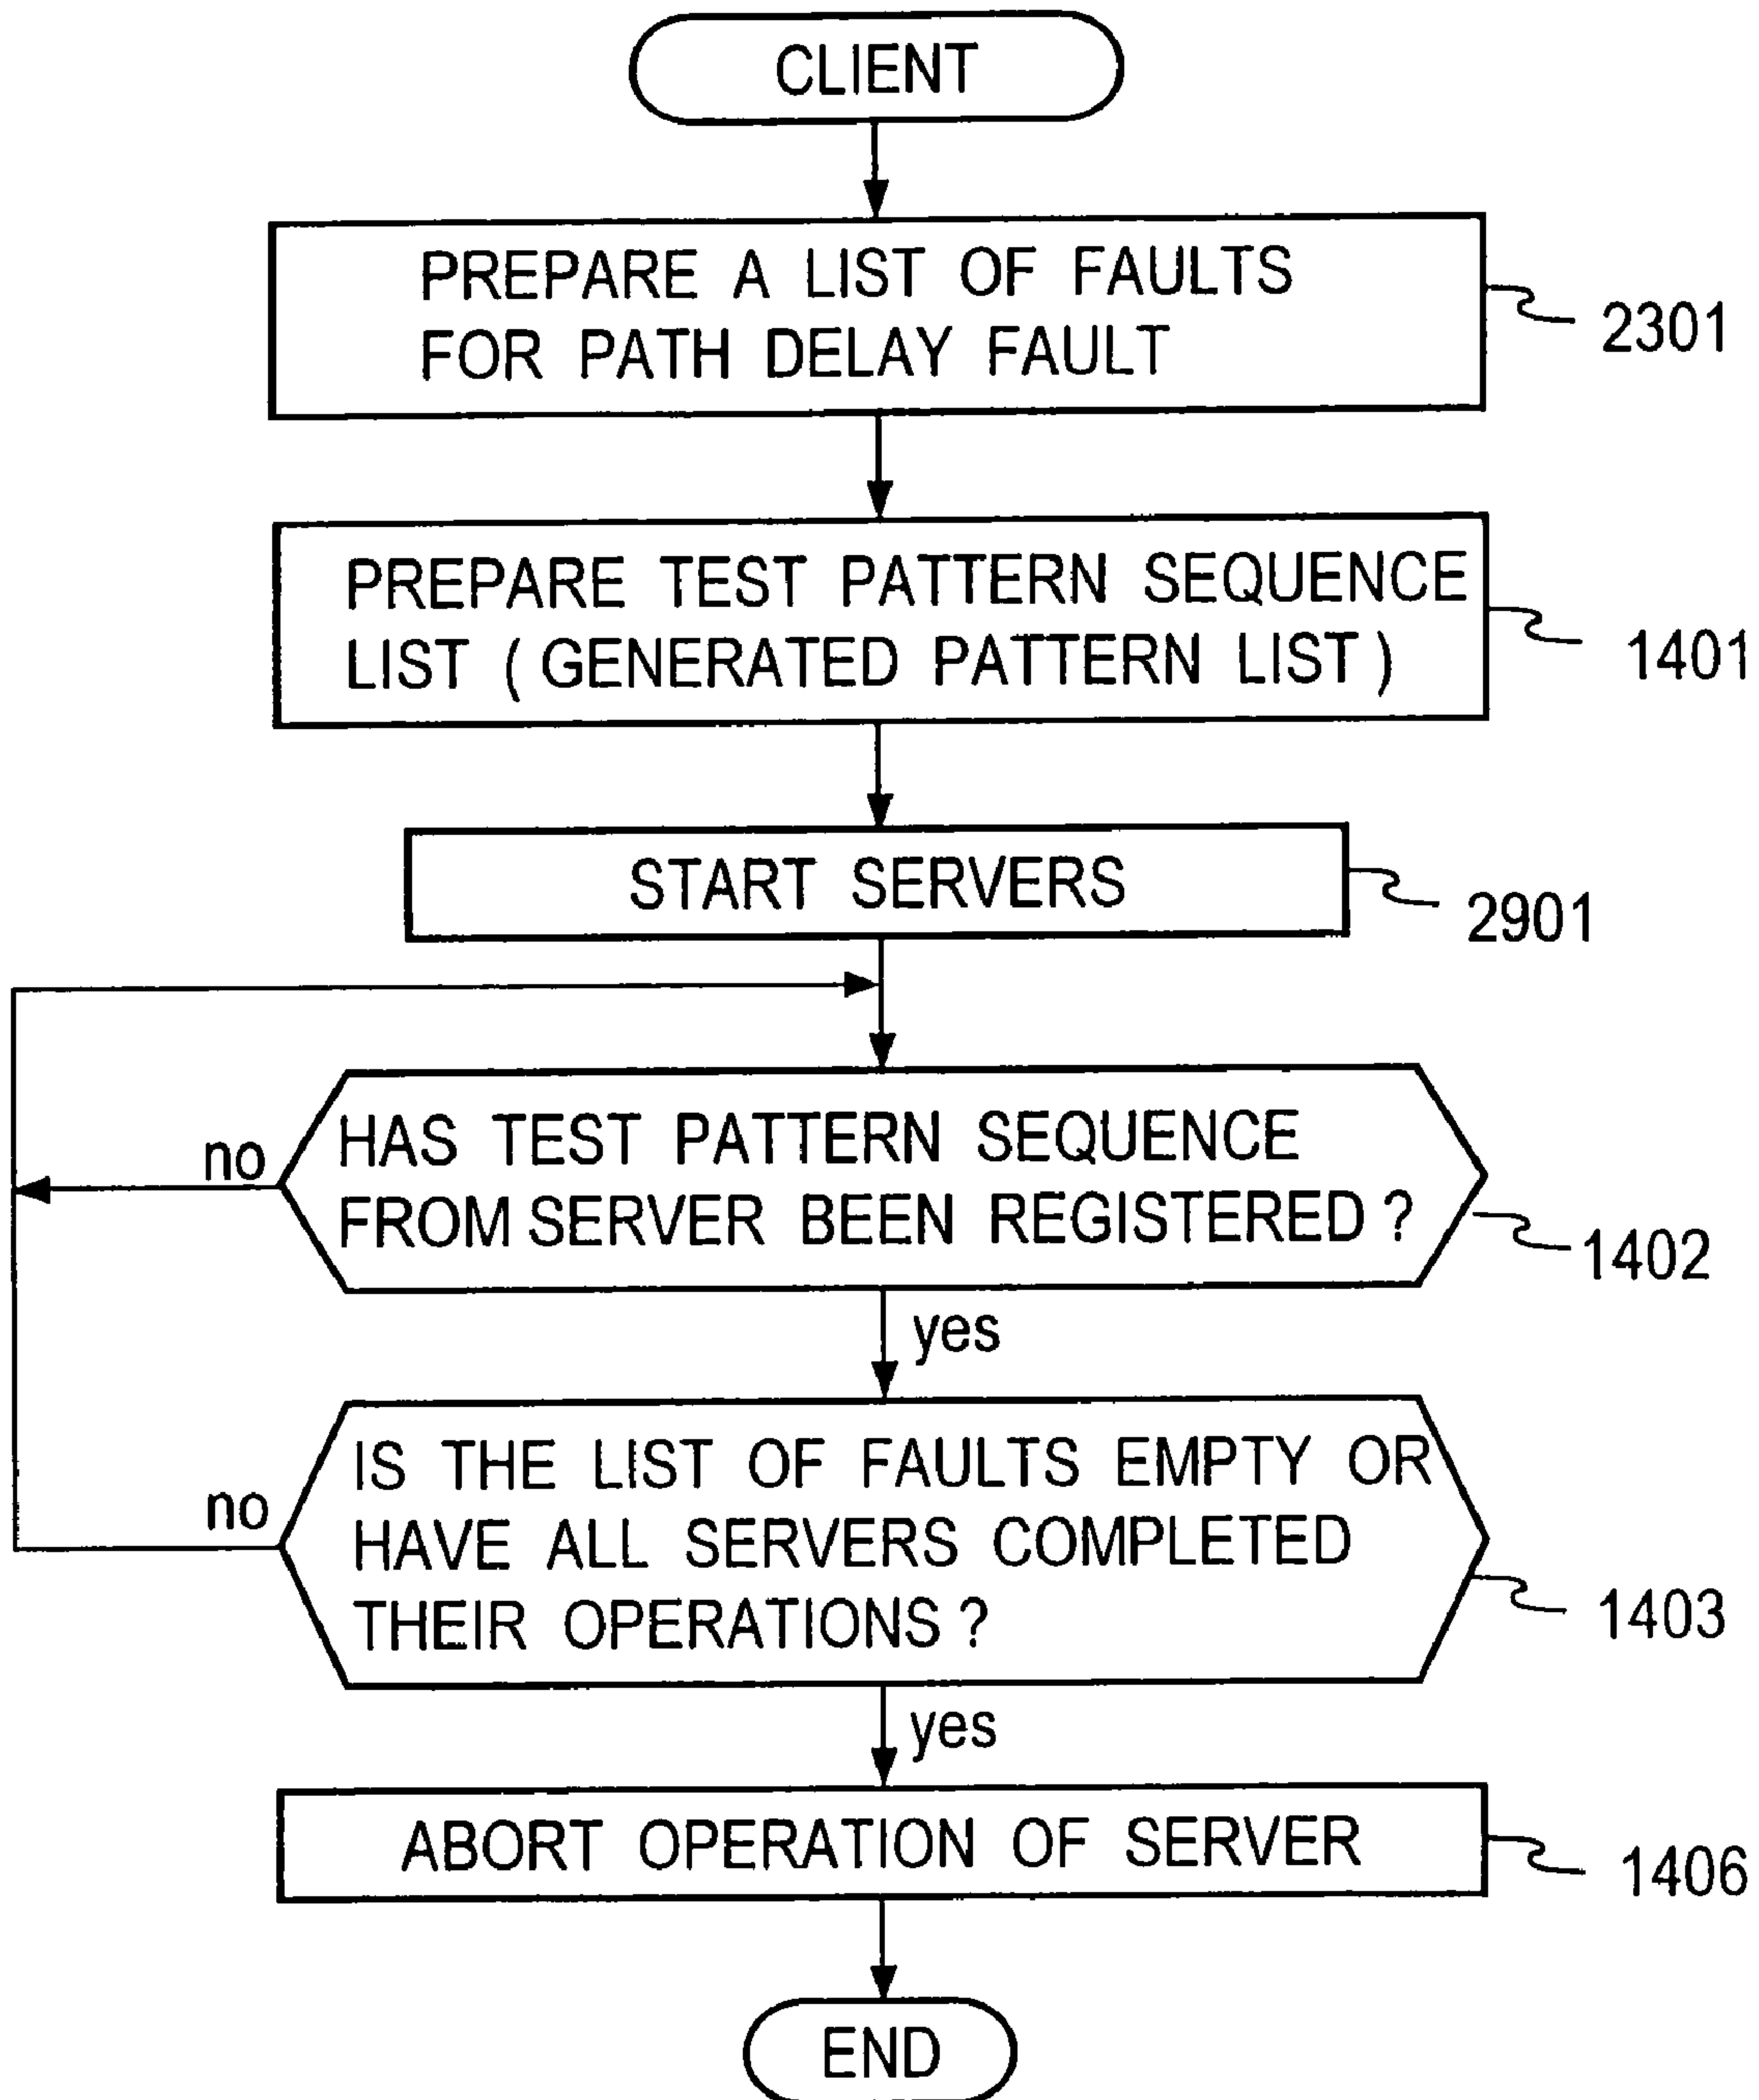 CLIENT
PREPARE A LIST OF FAULTS
FOR PATH DELAY FAULT
2301
PREPARE TEST PATTERN SEQUENCE
LIST ( GENERATED PATTERN LIST )
1401
START SERVERS
2901
HAS TEST PATTERN SEQUENCE
FROM SERVER BEEN REGISTERED ?
no
1402
yes
IS THE LIST OF FAULTS EMPTY OR
HAVE ALL SERVERS COMPLETED
THEIR OPERATIONS ?
no
1403
yes
ABORT OPERATION OF SERVER
1406
END